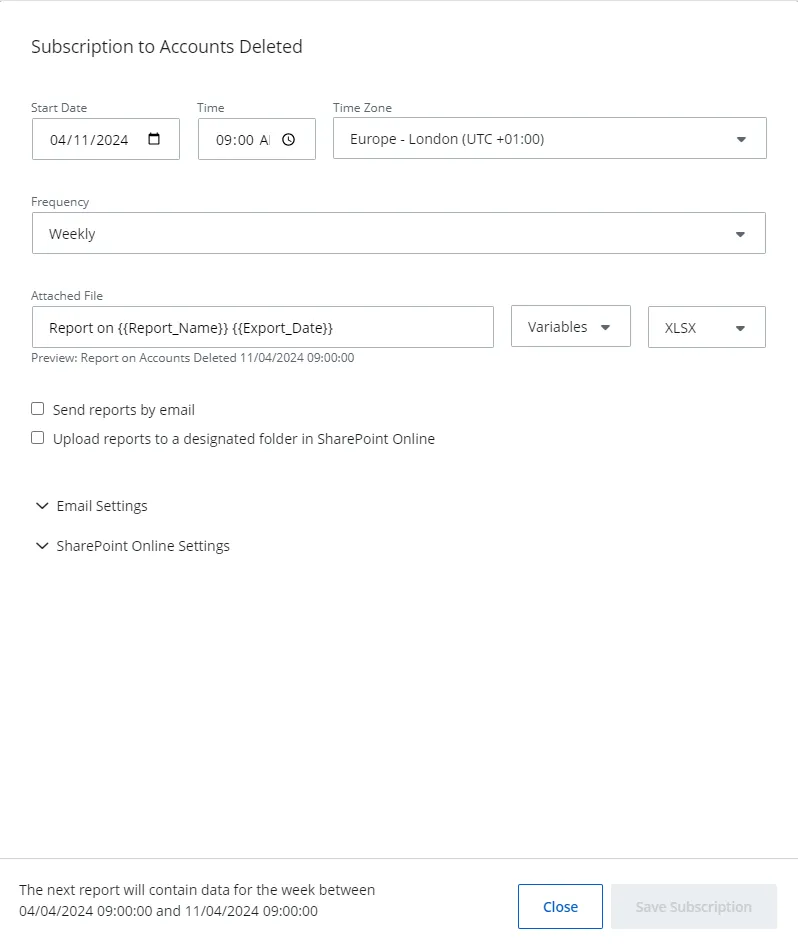 Subscription to Accounts Deleted
Start Date
Time
Time Zone
04/11/2024
09:00 A
Europe - London (UTC +01:00)
Frequency
Weekly
Attached File
Report on {{Report_Name}} {{Export_Date}}
Variables
XLSX
Preview: Report on Accounts Deleted 11/04/2024 09:00:00
Send reports by email
Upload reports to a designated folder in SharePoint Online
Email Settings
SharePoint Online Settings
The next report will contain data for the week between
04/04/2024 09:00:00 and 11/04/2024 09:00:00
Close
Save Subscription